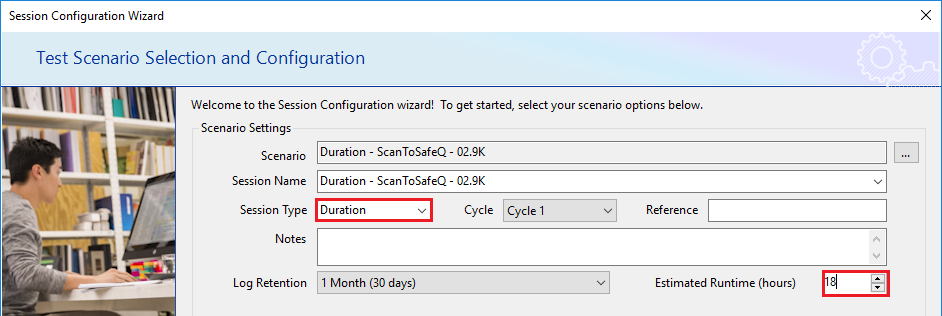 Session Configuration Wizard
Test Scenario Selection and Configuration
Welcome to the Session Configuration wizard!  To get started, select your scenario options below.
Scenario Settings
Scenario Duration - ScanToSafeQ - 02.9K ...
Session Name Duration - ScanToSafeQ - 02.9K
Session Type Duration Cycle Cycle 1 Reference
Notes
Log Retention 1 Month (30 days) Estimated Runtime (hours) 18